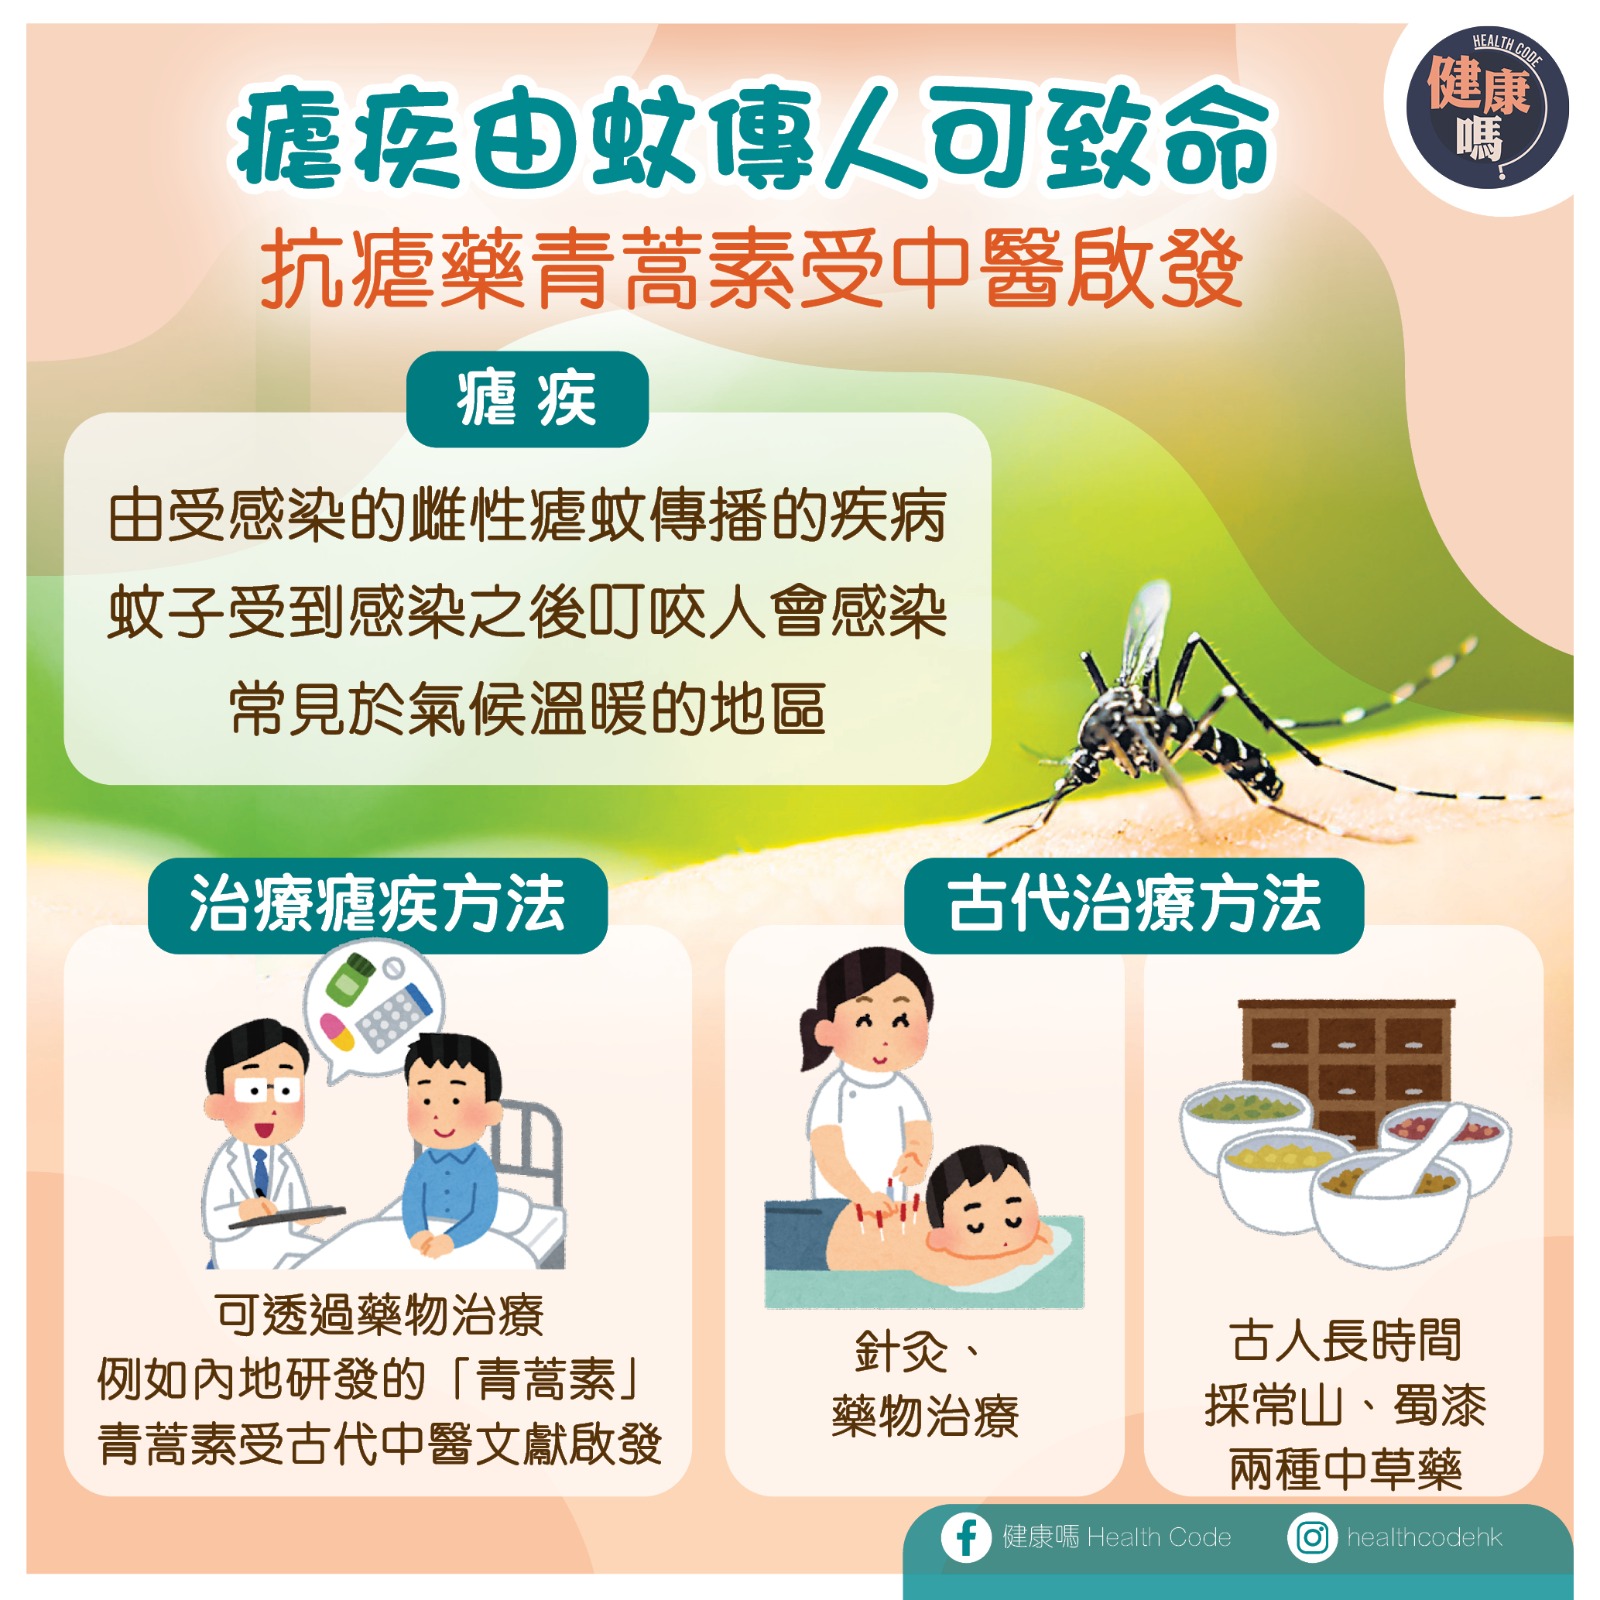 HEALTH CODE
健康
嗎
瘧疾由蚊傳人可致命
抗瘧藥青蒿素受中醫啟發
瘧疾
由受感染的雌性瘧蚊傳播的疾病
蚊子受到感染之後叮咬人會感染
常見於氣候溫暖的地區
治療瘧疾方法
可透過藥物治療
例如內地研發的「青蒿素」
青蒿素受古代中醫文獻啟發
古代治療方法
針灸、
藥物治療
古人長時間
採常山、蜀漆
兩種中草藥
健康嗎 Health Code
healthcodehk